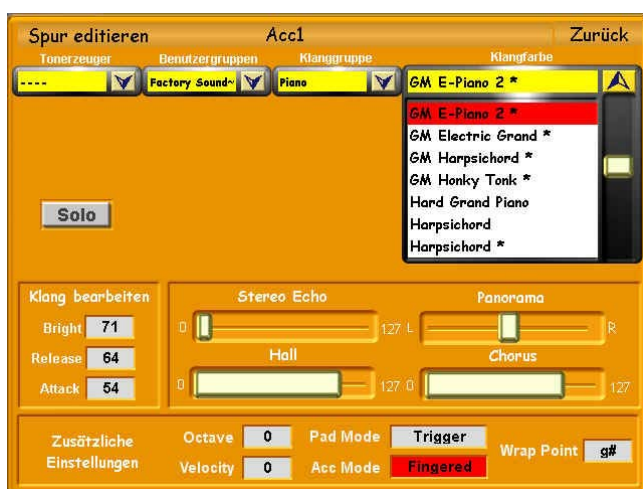 Spur editieren Acc1 Zurück
Tonerzeuger Benutzergruppen Klanggruppe Klangfarbe
---- Factory Sound~ Piano GM E-Piano 2 *
GM E-Piano 2 *
GM Electric Grand *
GM Harpsichord *
GM Honky Tonk *
Hard Grand Piano
Harpsichord
Harpsichord *
Solo
Klang bearbeiten
Bright 71
Release 64
Attack 54
Stereo Echo Panorama
0 127 L R
Hall Chorus
0 127 0 127
Zusätzliche Einstellungen
Octave 0 Pad Mode Trigger
Velocity 0 Acc Mode Fingered
Wrap Point g#